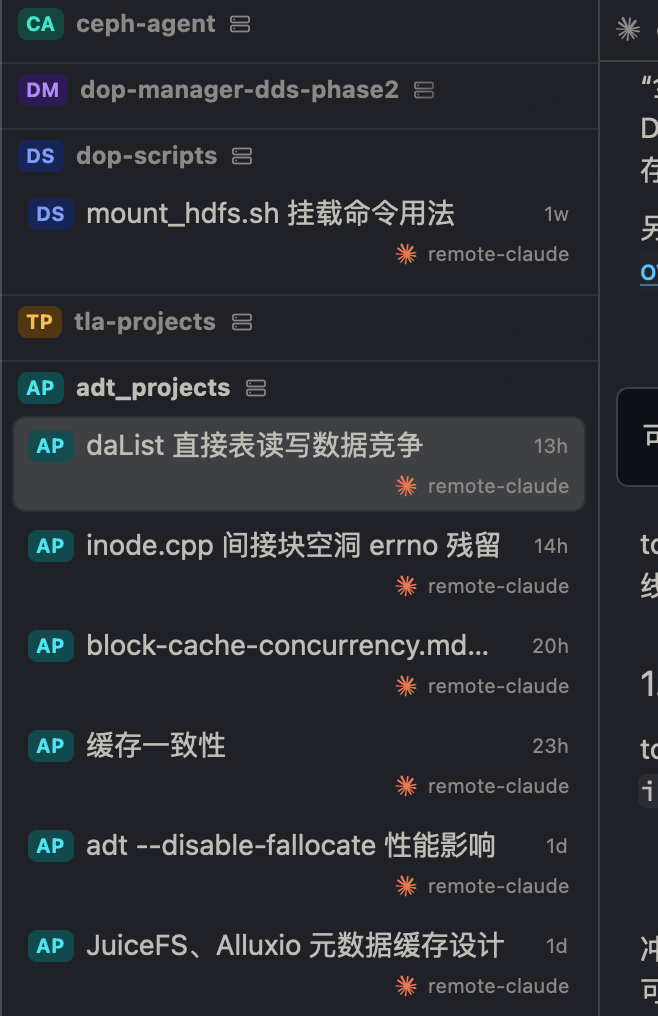 CA ceph-agent
DM dop-manager-dds-phase2
DS dop-scripts
DS mount_hdfs.sh 挂载命令用法 1w
remote-claude
TP tla-projects
AP adt_projects
AP daList 直接表读写数据竞争 13h
remote-claude
AP inode.cpp 间接块空洞 errno 残留 14h
remote-claude
AP block-cache-concurrency.md... 20h
remote-claude
AP 缓存一致性 23h
remote-claude
AP adt --disable-fallocate 性能影响 1d
remote-claude
AP JuiceFS、Alluxio 元数据缓存设计 1d
remote-claude